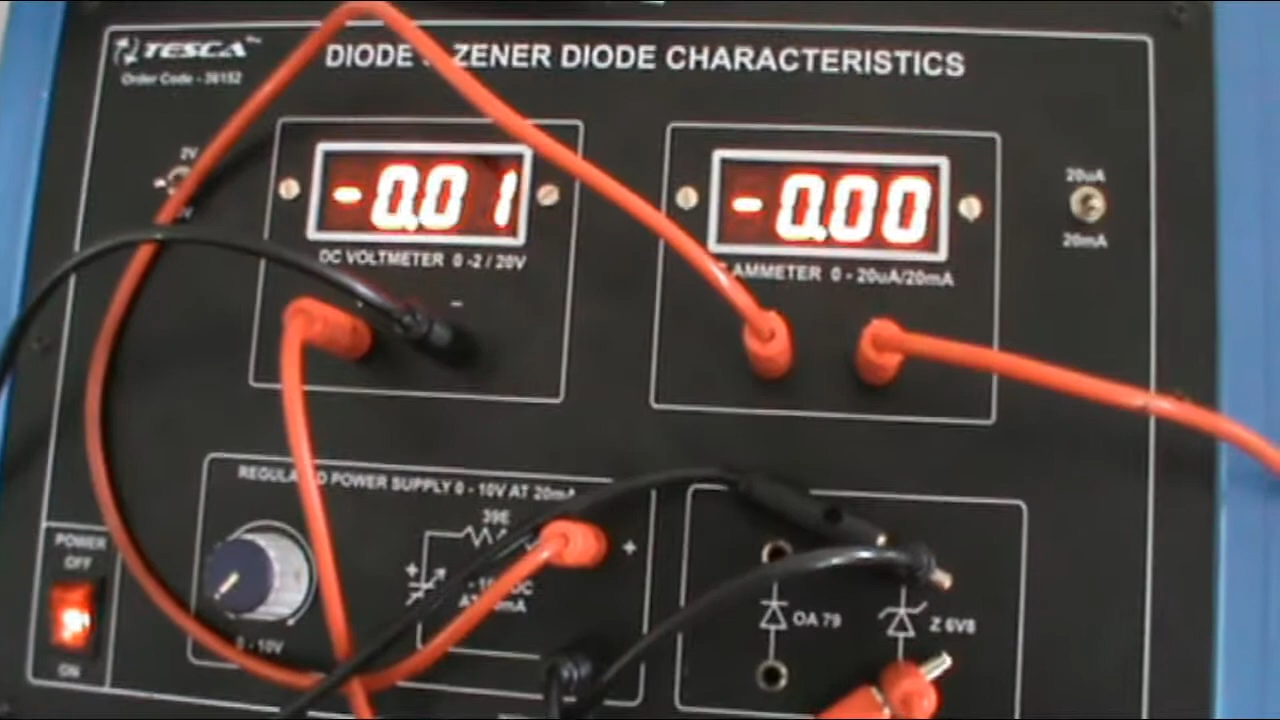 TESCA
Order Code - 36152
DIODE ZENER DIODE CHARACTERISTICS
2V
-0.01
-0.00
20uA
20mA
DC VOLTMETER 0 -2 / 20V
AMMETER 0 - 20uA/20mA
-
REGULA D POWER SUPPLY 0 - 10V AT 20mA
39E
+
+
POWER
OFF
ON
0 - 10V
OA 79
Z 6V8